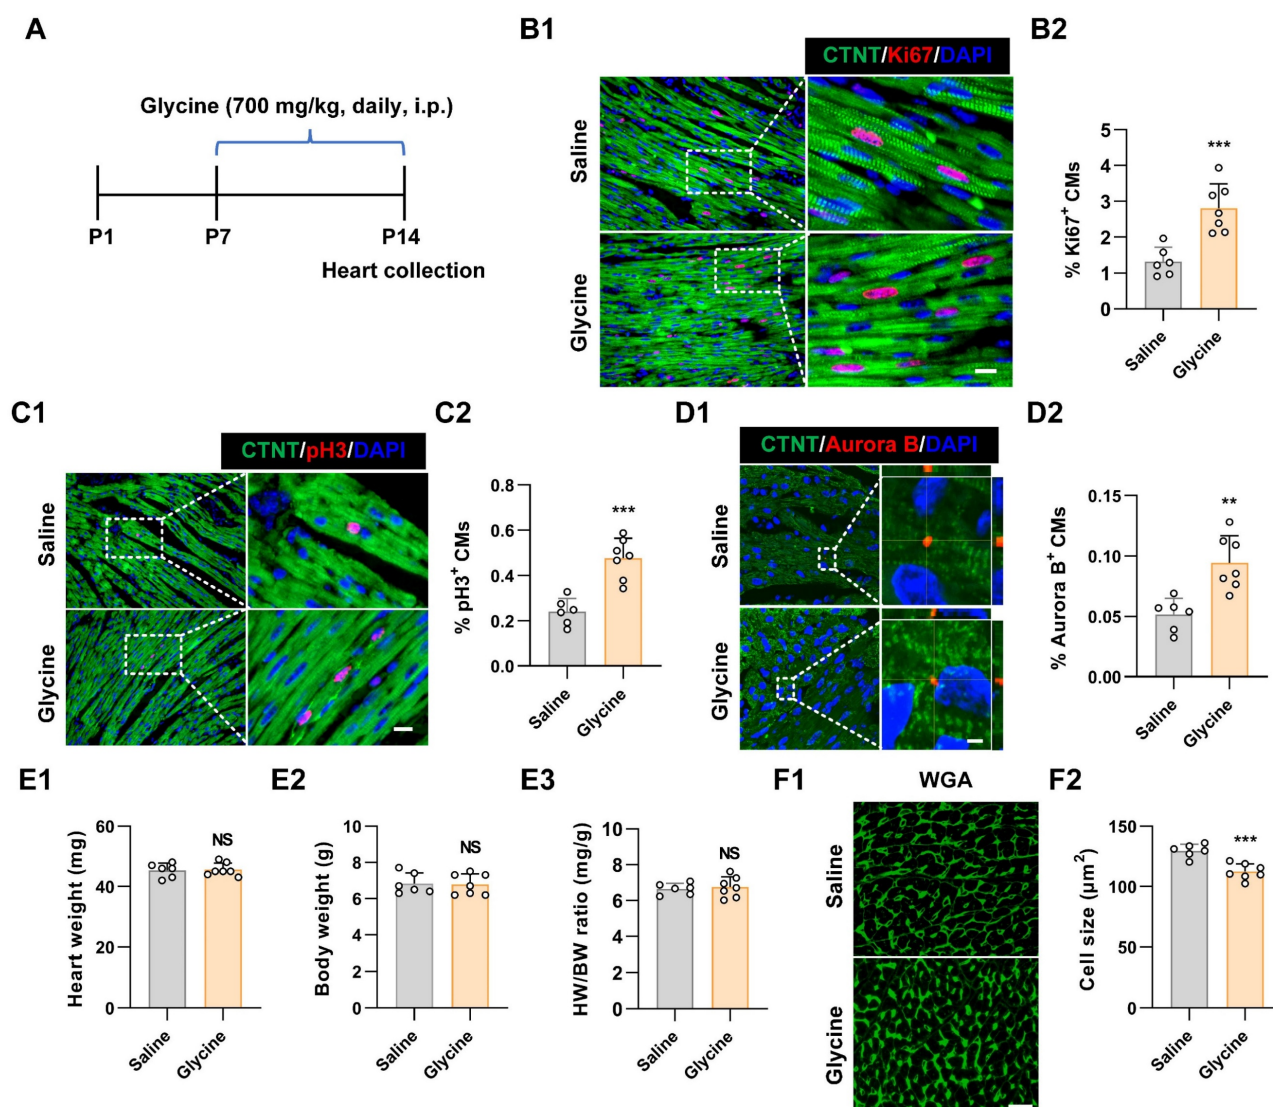 A
Glycine (700 mg/kg, daily, i.p.)
P1
P7
P14
Heart collection
B1
CTNT/Ki67/DAPI
Saline
Glycine
B2
% Ki67⁺ CMs
5
4
3
2
1
0
***
Saline
Glycine
C1
CTNT/pH3/DAPI
Saline
Glycine
C2
% pH3⁺ CMs
0.8
0.6
0.4
0.2
0.0
***
Saline
Glycine
D1
CTNT/Aurora B/DAPI
Saline
Glycine
D2
% Aurora B⁺ CMs
0.15
0.10
0.05
0.00
**
Saline
Glycine
E1
Heart weight (mg)
60
40
20
0
NS
Saline
Glycine
E2
Body weight (g)
10
8
6
4
2
0
NS
Saline
Glycine
E3
HW/BW ratio (mg/g)
10
8
6
4
2
0
NS
Saline
Glycine
F1
WGA
Saline
Glycine
F2
Cell size (µm²)
150
100
50
0
***
Saline
Glycine